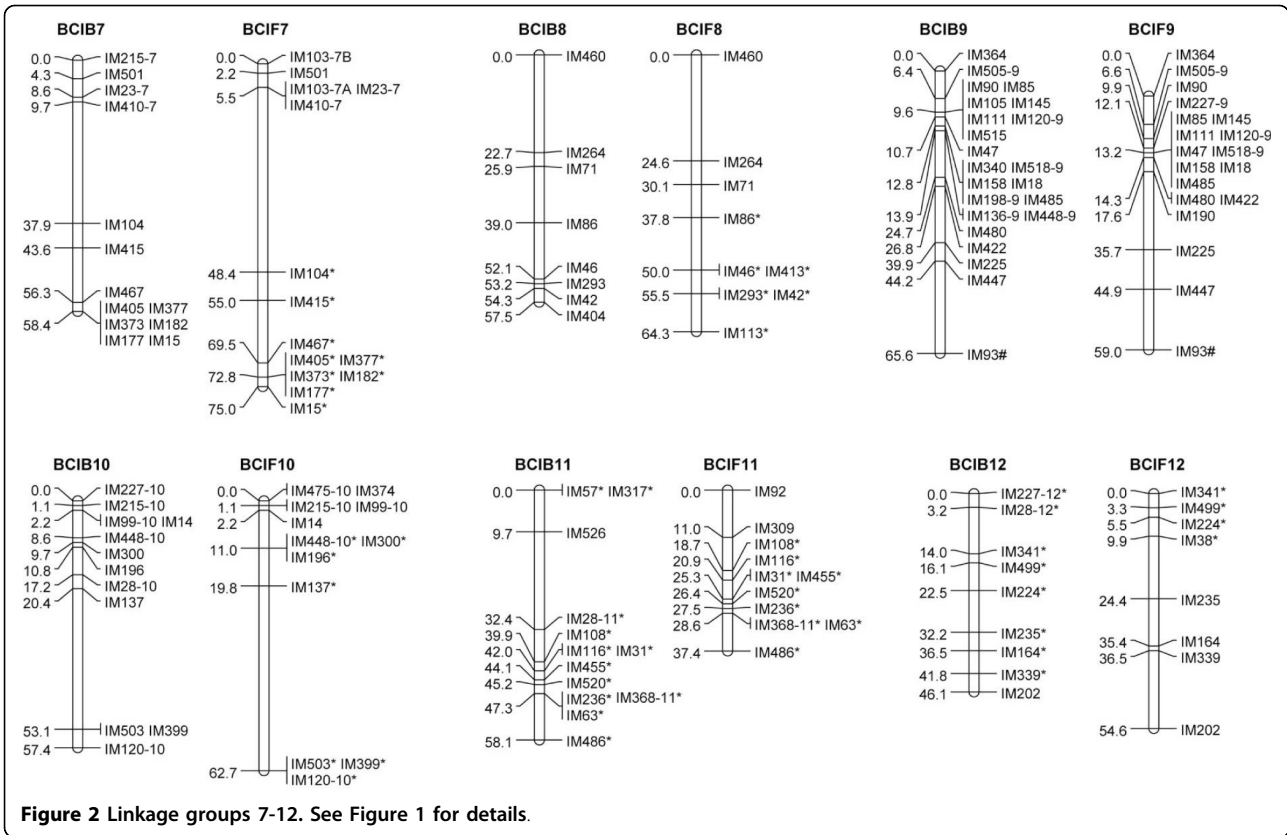 BCIB7
0.0 IM215-7
4.3 IM501
8.6 IM23-7
9.7 IM410-7
37.9 IM104
43.6 IM415
56.3 IM467
58.4 IM405 IM377
IM373 IM182
IM177 IM15
BCIF7
0.0 IM103-7B
2.2 IM501
5.5 IM103-7A IM23-7
IM410-7
48.4 IM104*
55.0 IM415*
69.5 IM467*
72.8 IM405* IM377*
IM373* IM182*
IM177*
75.0 IM15*
BCIB8
0.0 IM460
22.7 IM264
25.9 IM71
39.0 IM86
52.1 IM46
53.2 IM293
54.3 IM42
57.5 IM404
BCIF8
0.0 IM460
24.6 IM264
30.1 IM71
37.8 IM86*
50.0 IM46* IM413*
55.5 IM293* IM42*
64.3 IM113*
BCIB9
0.0 IM364
6.4 IM505-9
9.6 IM90 IM85
IM105 IM145
IM111 IM120-9
IM515
10.7 IM47
12.8 IM340 IM518-9
IM158 IM18
IM198-9 IM485
13.9 IM136-9 IM448-9
24.7 IM480
26.8 IM422
39.9 IM225
44.2 IM447
65.6 IM93#
BCIF9
0.0 IM364
6.6 IM505-9
9.9 IM90
12.1 IM227-9
13.2 IM85 IM145
IM111 IM120-9
IM47 IM518-9
IM158 IM18
IM485
14.3 IM480 IM422
17.6 IM190
35.7 IM225
44.9 IM447
59.0 IM93#
BCIB10
0.0 IM227-10
1.1 IM215-10
2.2 IM99-10 IM14
8.6 IM448-10
9.7 IM300
10.8 IM196
17.2 IM28-10
20.4 IM137
53.1 IM503 IM399
57.4 IM120-10
BCIF10
0.0 IM475-10 IM374
1.1 IM215-10 IM99-10
2.2 IM14
11.0 IM448-10* IM300*
IM196*
19.8 IM137*
62.7 IM503* IM399*
IM120-10*
BCIB11
0.0 IM57* IM317*
9.7 IM526
32.4 IM28-11*
39.9 IM108*
42.0 IM116* IM31*
44.1 IM455*
45.2 IM520*
47.3 IM236* IM368-11*
IM63*
58.1 IM486*
BCIF11
0.0 IM92
11.0 IM309
18.7 IM108*
20.9 IM116*
25.3 IM31* IM455*
26.4 IM520*
27.5 IM236*
28.6 IM368-11* IM63*
37.4 IM486*
BCIB12
0.0 IM227-12*
3.2 IM28-12*
14.0 IM341*
16.1 IM499*
22.5 IM224*
32.2 IM235*
36.5 IM164*
41.8 IM339*
46.1 IM202
BCIF12
0.0 IM341*
3.3 IM499*
5.5 IM224*
9.9 IM38*
24.4 IM235
35.4 IM164
36.5 IM339
54.6 IM202
Figure 2 Linkage groups 7-12. See Figure 1 for details.